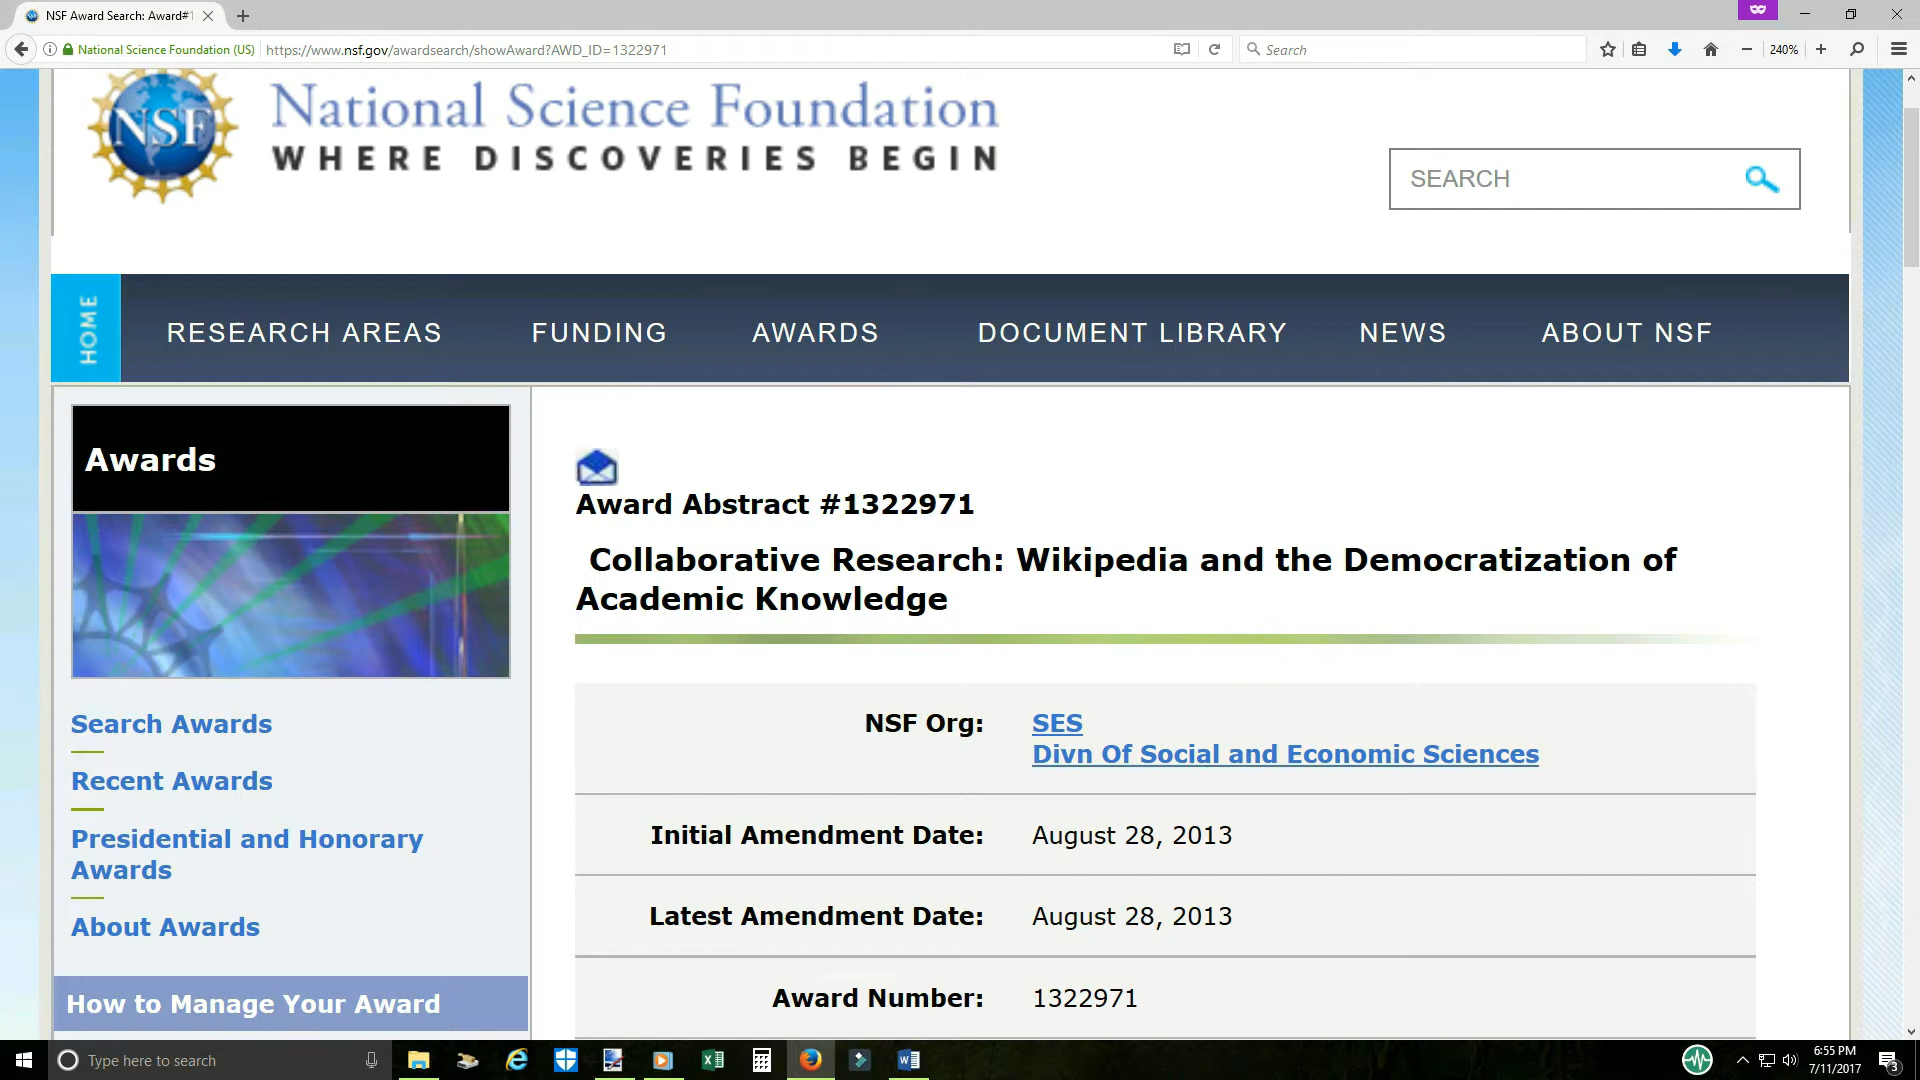 NSF Award Search: Award#1
National Science Foundation (US)
https://www.nsf.gov/awardsearch/showAward?AWD_ID=1322971
Search
240%
NSF
National Science Foundation
WHERE DISCOVERIES BEGIN
SEARCH
HOME
RESEARCH AREAS
FUNDING
AWARDS
DOCUMENT LIBRARY
NEWS
ABOUT NSF
Awards
Search Awards
Recent Awards
Presidential and Honorary
Awards
About Awards
How to Manage Your Award
Award Abstract #1322971
Collaborative Research: Wikipedia and the Democratization of
Academic Knowledge
NSF Org: SES
Divn Of Social and Economic Sciences
Initial Amendment Date: August 28, 2013
Latest Amendment Date: August 28, 2013
Award Number: 1322971
Type here to search
6:55 PM
7/11/2017
3